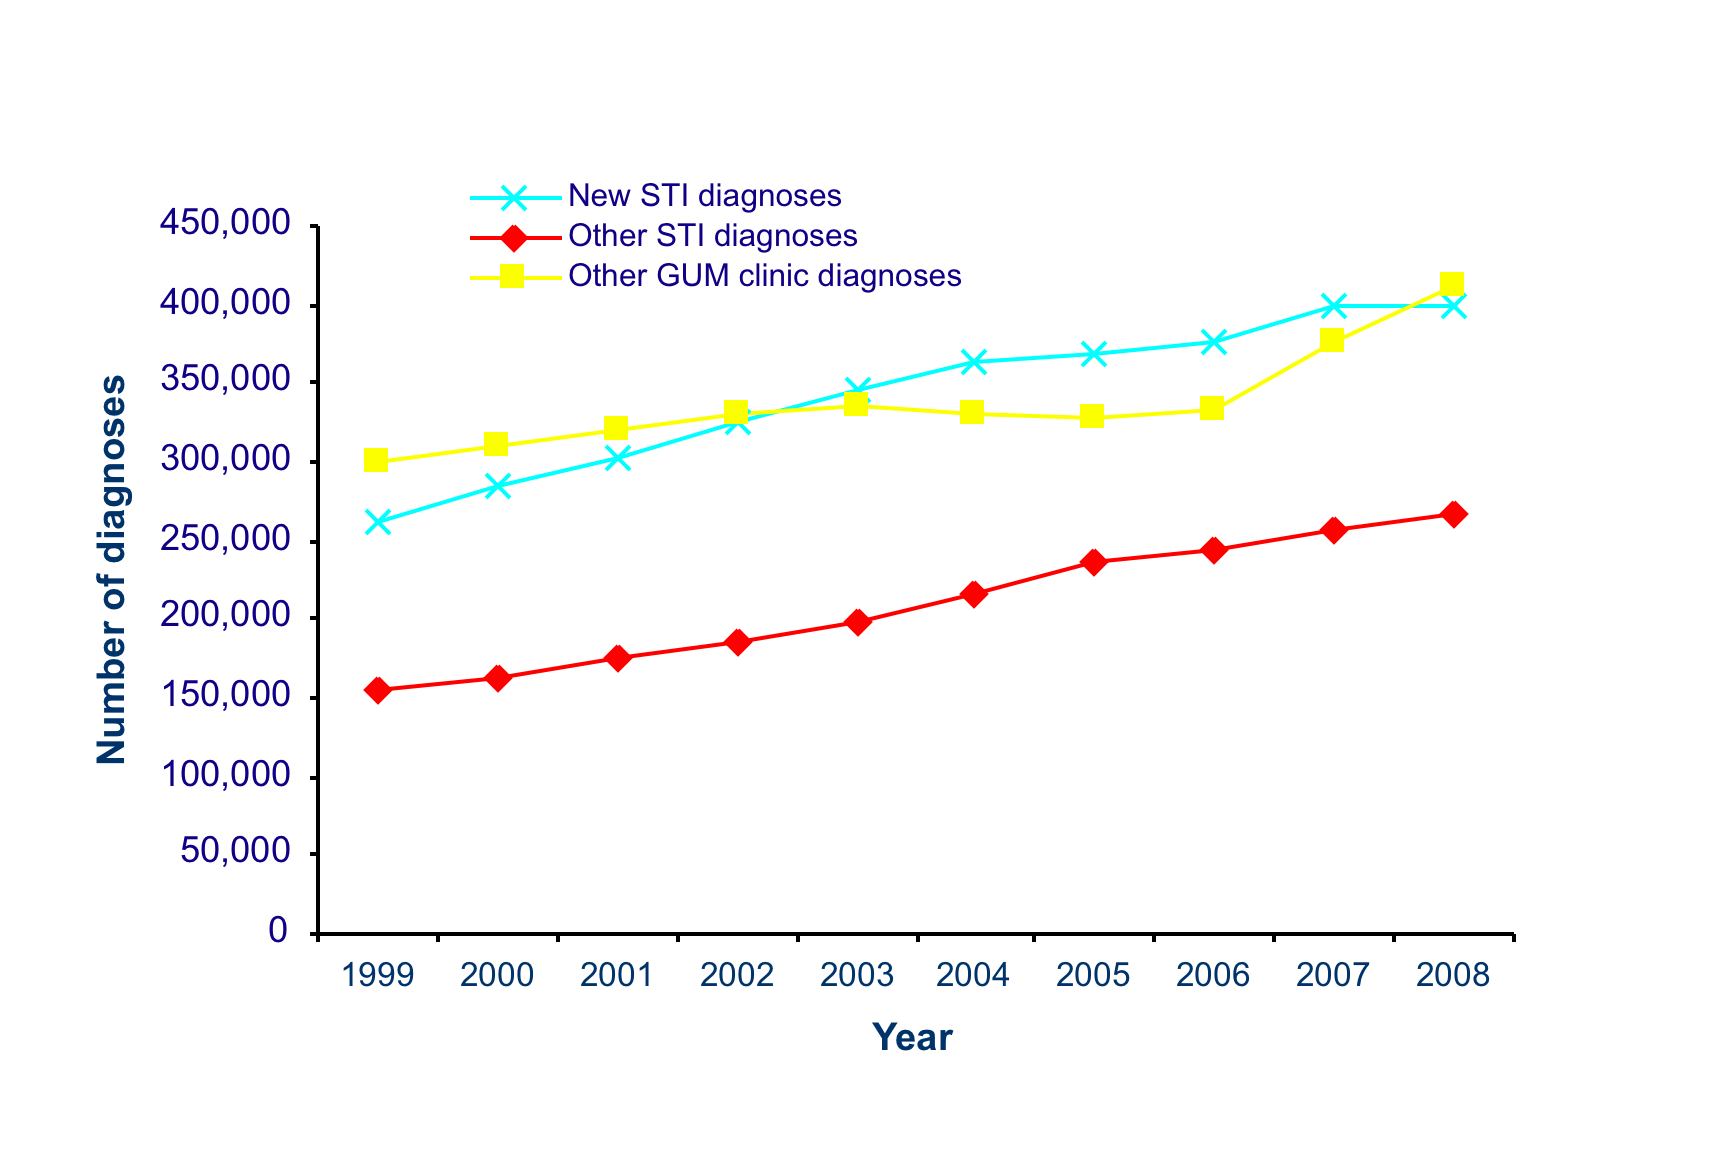 New STI diagnoses
Other STI diagnoses
Other GUM clinic diagnoses
450,000
400,000
350,000
300,000
250,000
200,000
150,000
100,000
50,000
0
Number of diagnoses
1999 2000 2001 2002 2003 2004 2005 2006 2007 2008
Year